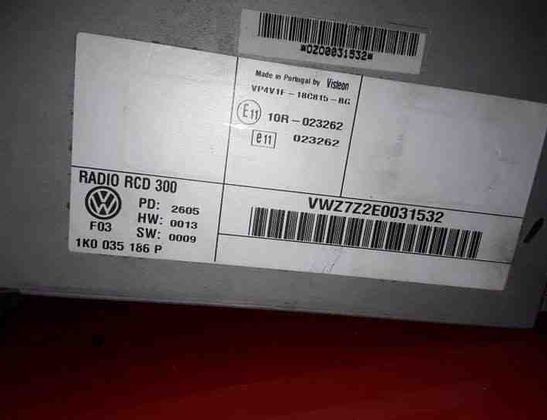 *0Z00031532*
Made in Portugal by Visteon
VP4V1F-18C815-BG
E11 10R-023262
e11 023262
RADIO RCD 300
VW
F03
PD: 2605
HW: 0013
SW: 0009
1K0 035 186 P
VWZ7Z2E0031532